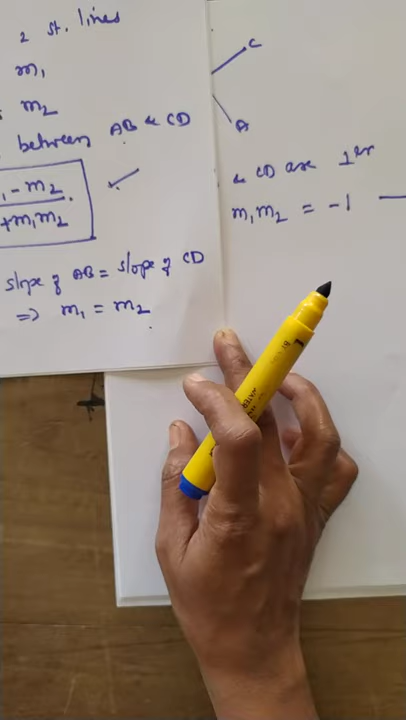 2 st. lines
m₁
m₂
between AB & CD
₁ - m₂
+ m₁m₂
slope of AB = slope of CD
⇒ m₁ = m₂
C
& CD are ⊥ar
m₁m₂ = -1